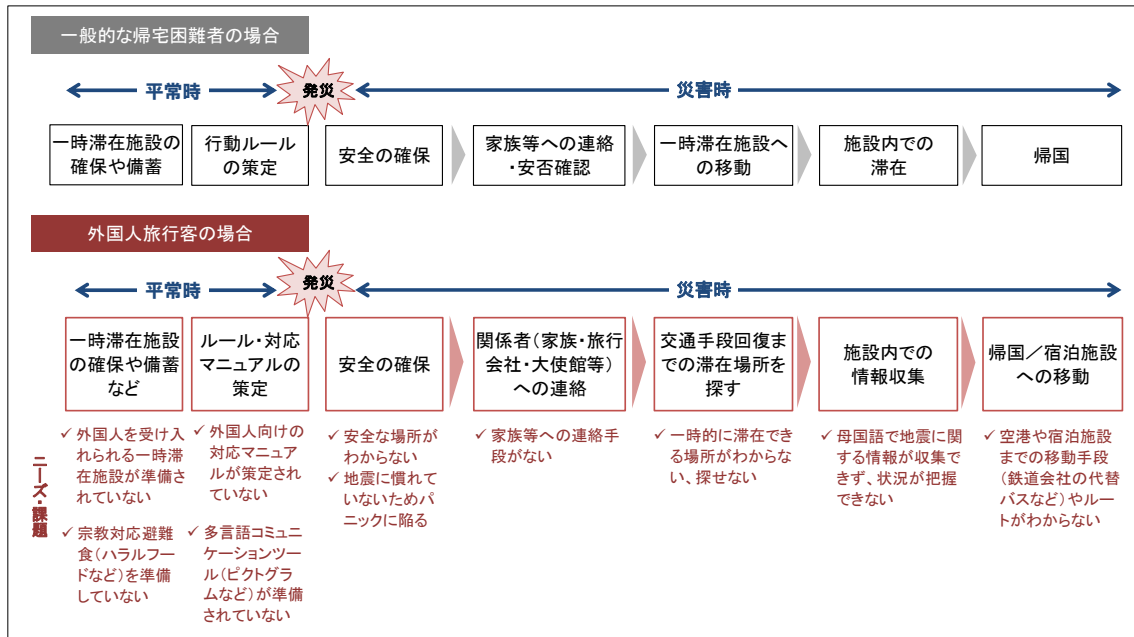 一般的な帰宅困難者の場合
平常時
発災
災害時
一時滞在施設の
確保や備蓄
行動ルール
の策定
安全の確保
家族等への連絡
・安否確認
一時滞在施設へ
の移動
施設内での
滞在
帰国
外国人旅行客の場合
平常時
発災
災害時
一時滞在施設
の確保や備蓄
など
ルール・対応
マニュアルの
策定
安全の確保
関係者(家族・旅行
会社・大使館等)
への連絡
交通手段回復ま
での滞在場所を
探す
施設内での
情報収集
帰国／宿泊施設
への移動
ニーズ・課題
✓ 外国人を受け入
れられる一時滞
在施設が準備さ
れていない
✓ 宗教対応避難
食(ハラルフー
ドなど)を準備
していない
✓ 外国人向けの
対応マニュア
ルが策定されて
いない
✓ 多言語コミュニ
ケーションツー
ル(ピクトグラ
ムなど)が準備
されていない
✓ 安全な場所が
わからない
✓ 地震に慣れて
いないためパ
ニックに陥る
✓ 家族等への連絡手
段がない
✓ 一時的に滞在でき
る場所がわからな
い、探せない
✓ 母国語で地震に関
する情報が収集で
きず、状況が把握
できない
✓ 空港や宿泊施設
までの移動手段
(鉄道会社の代替
バスなど)やルー
トがわからない